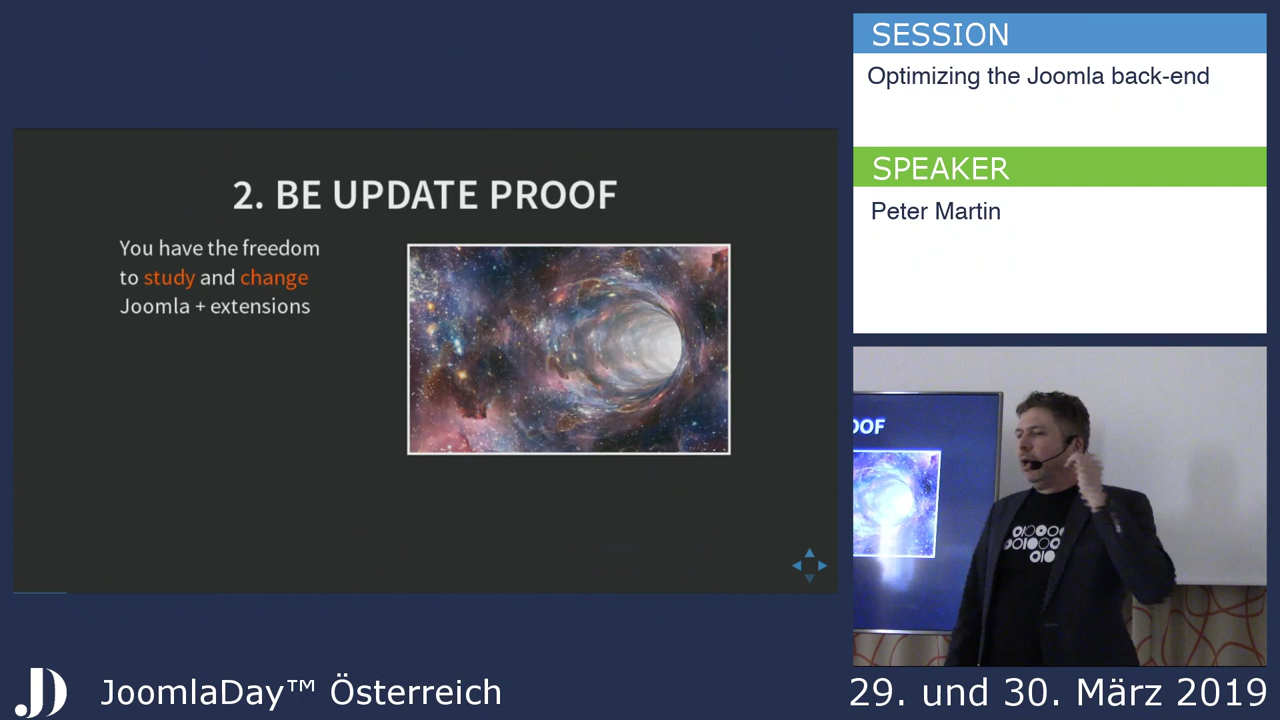 SESSION
Optimizing the Joomla back-end
SPEAKER
Peter Martin
2. BE UPDATE PROOF
You have the freedom
to study and change
Joomla + extensions
OOF
JoomlaDay™ Österreich
29. und 30. März 2019